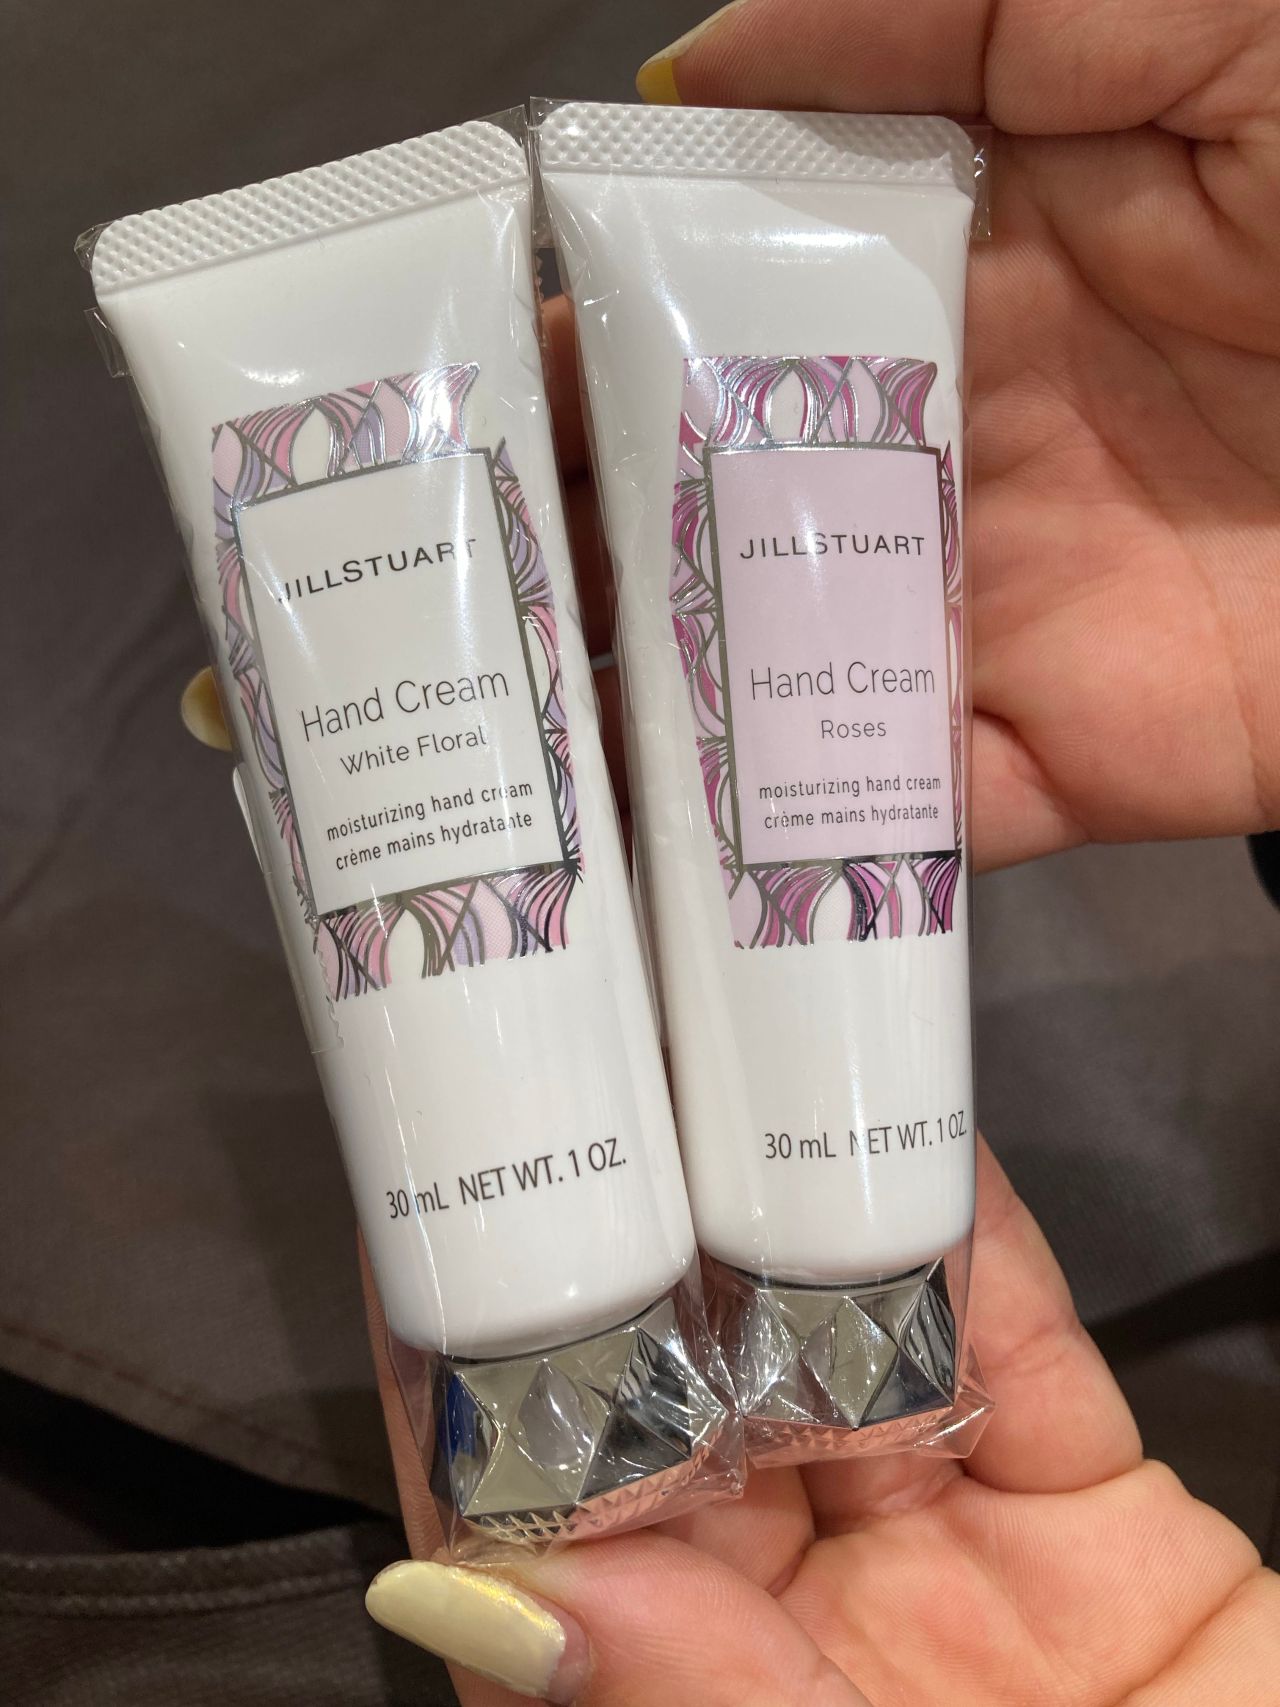 JILLSTUART
Hand Cream
White Floral
moisturizing hand cream
crème mains hydratante
30 mL NET WT. 1 OZ.
JILLSTUART
Hand Cream
Roses
moisturizing hand cream
crème mains hydratante
30 mL NET WT. 1 OZ.